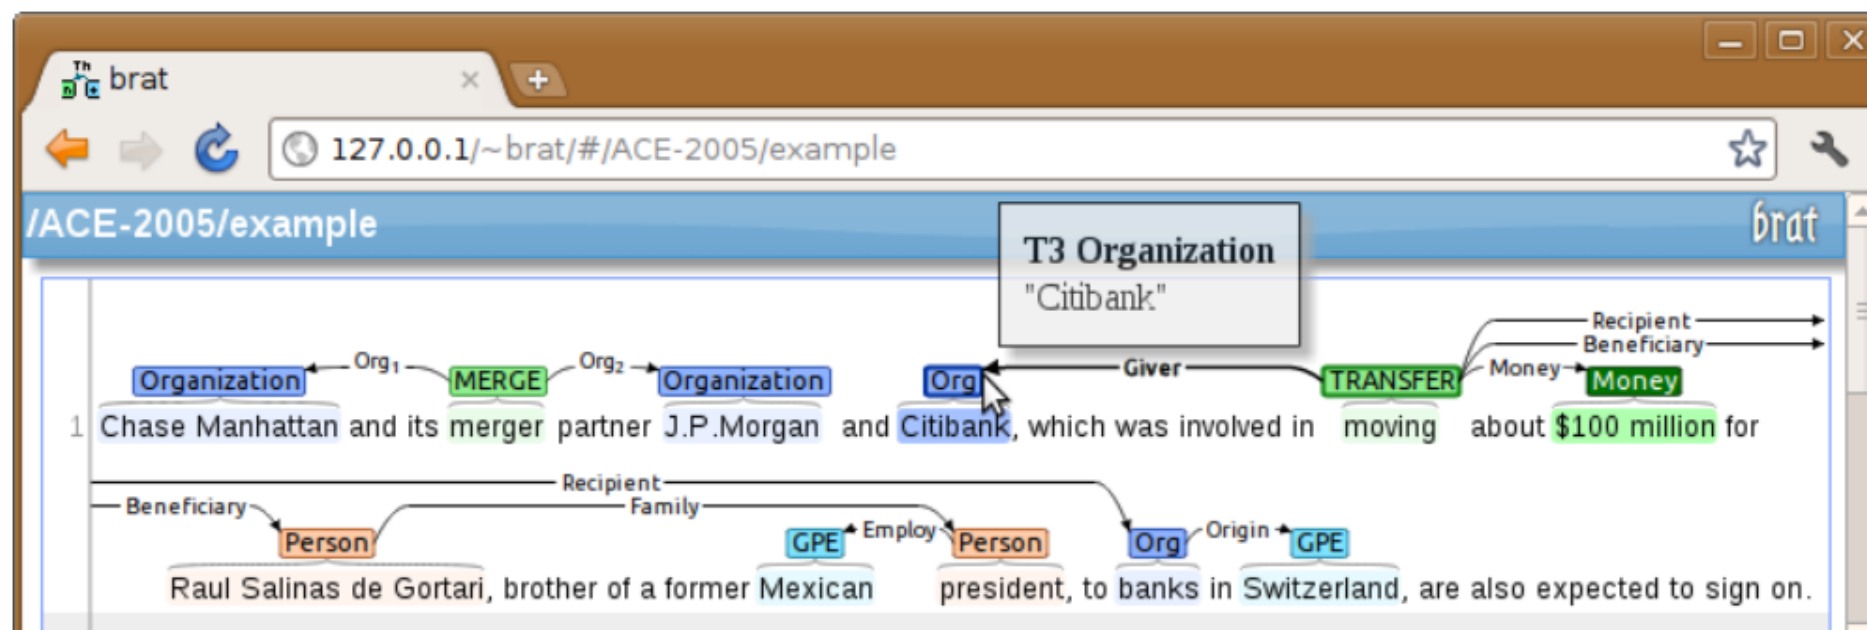 Th
brat
127.0.0.1/~brat/#/ACE-2005/example
/ACE-2005/example
brat
T3 Organization
"Citibank"
Recipient
Beneficiary
Org1 Org2 Giver Money
Organization MERGE Organization Org TRANSFER Money
1 Chase Manhattan and its merger partner J.P.Morgan and Citibank, which was involved in moving about $100 million for
Recipient
Beneficiary Family
Employ Origin
Person GPE Person Org GPE
Raul Salinas de Gortari, brother of a former Mexican president, to banks in Switzerland, are also expected to sign on.